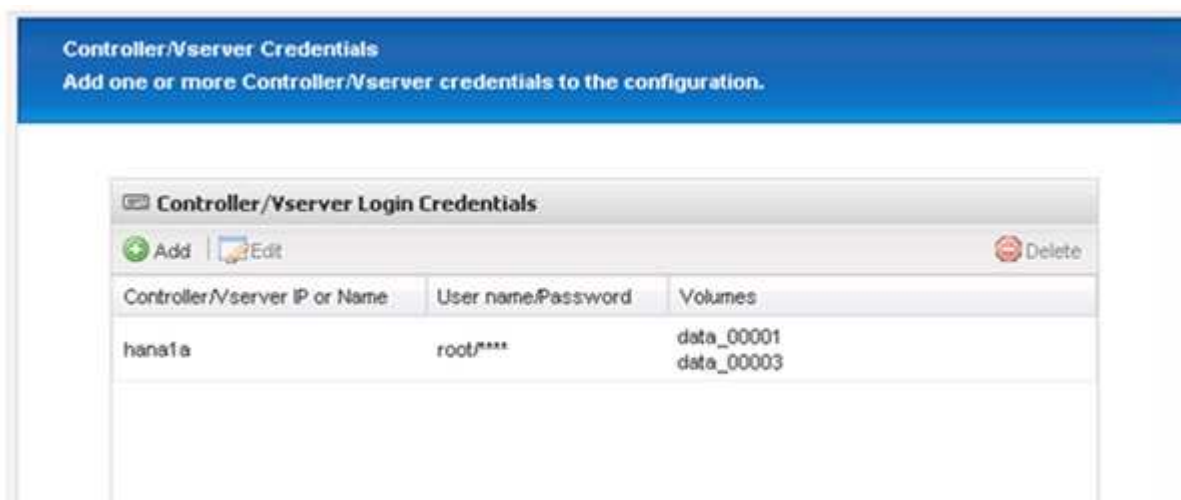 Controller/Vserver Credentials
Add one or more Controller/Vserver credentials to the configuration.
Controller/Vserver Login Credentials
Add Edit Delete
Controller/Vserver IP or Name User name/Password Volumes
hana1a root/**** data_00001
data_00003